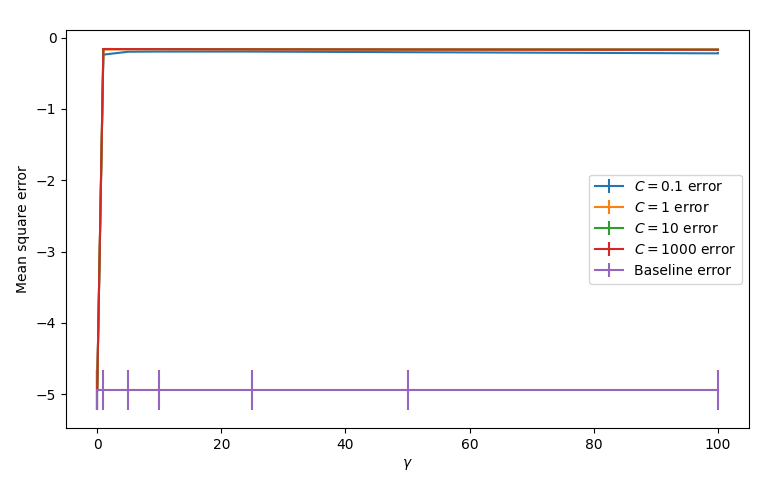 0
−1
−2
−3
−4
−5
Mean square error
C = 0.1 error
C = 1 error
C = 10 error
C = 1000 error
Baseline error
0 20 40 60 80 100
γ